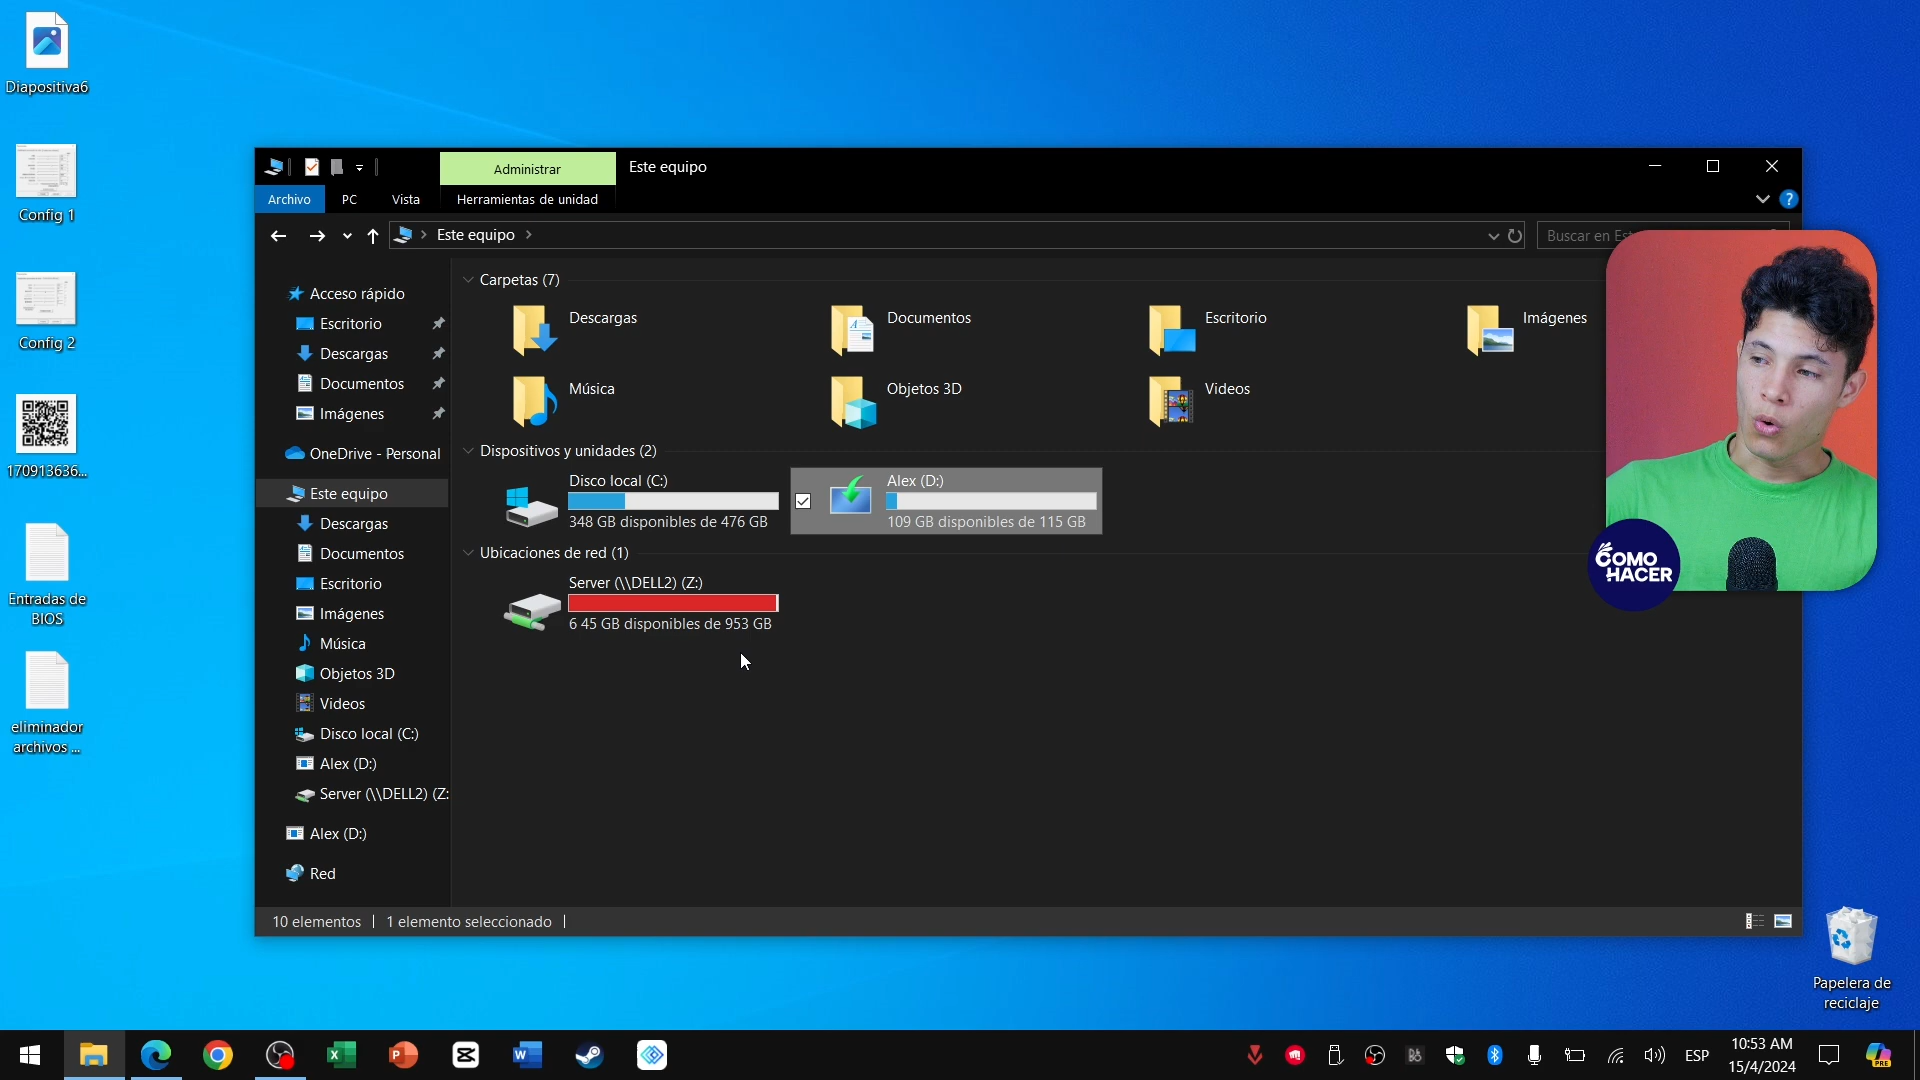 Diapositiva6
Config 1
Config 2
170913636...
Entradas de
BIOS
eliminador
archivos ...
Administrar
Este equipo
Archivo
PC
Vista
Herramientas de unidad
?
Este equipo
Buscar en Es
Acceso rápido
Escritorio
Descargas
Documentos
Imágenes
OneDrive - Personal
Este equipo
Descargas
Documentos
Escritorio
Imágenes
Música
Objetos 3D
Videos
Disco local (C:)
Alex (D:)
Server (\\DELL2) (Z:
Alex (D:)
Red
Carpetas (7)
Descargas
Documentos
Escritorio
Imágenes
Música
Objetos 3D
Videos
Dispositivos y unidades (2)
Disco local (C:)
348 GB disponibles de 476 GB
Alex (D:)
109 GB disponibles de 115 GB
Ubicaciones de red (1)
Server (\\DELL2) (Z:)
6 45 GB disponibles de 953 GB
COMO
HACER
10 elementos
1 elemento seleccionado
Papelera de
reciclaje
ESP
10:53 AM
15/4/2024
PRE